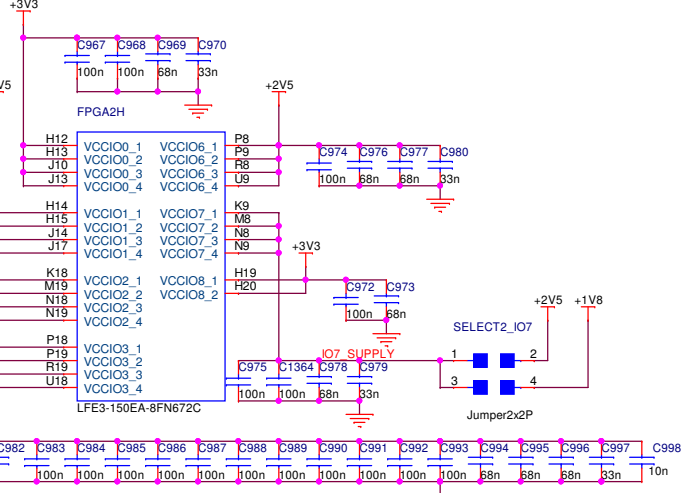 +3V3
C967 C968 C969 C970
100n 100n 68n 33n
V5
+2V5
FPGA2H
H12 VCCIO0_1 VCCIO6_1 P8
H13 VCCIO0_2 VCCIO6_2 P9
J10 VCCIO0_3 VCCIO6_3 R8
J13 VCCIO0_4 VCCIO6_4 U9
C974 C976 C977 C980
100n 68n 68n 33n
H14 VCCIO1_1 VCCIO7_1 K9
H15 VCCIO1_2 VCCIO7_2 M8
J14 VCCIO1_3 VCCIO7_3 N8
J17 VCCIO1_4 VCCIO7_4 N9
+3V3
K18 VCCIO2_1 VCCIO8_1 H19
M19 VCCIO2_2 VCCIO8_2 H20
N18 VCCIO2_3
N19 VCCIO2_4
C972 C973
100n 68n
+2V5 +1V8
SELECT2_IO7
P18 VCCIO3_1
P19 VCCIO3_2
R19 VCCIO3_3
U18 VCCIO3_4
IO7_SUPPLY
1 2
3 4
C975 C1364 C978 C979
100n 100n 68n 33n
LFE3-150EA-8FN672C
Jumper2x2P
C982 C983 C984 C985 C986 C987 C988 C989 C990 C991 C992 C993 C994 C995 C996 C997 C998
100n 100n 100n 100n 100n 100n 100n 100n 100n 100n 100n 68n 68n 68n 33n 10n